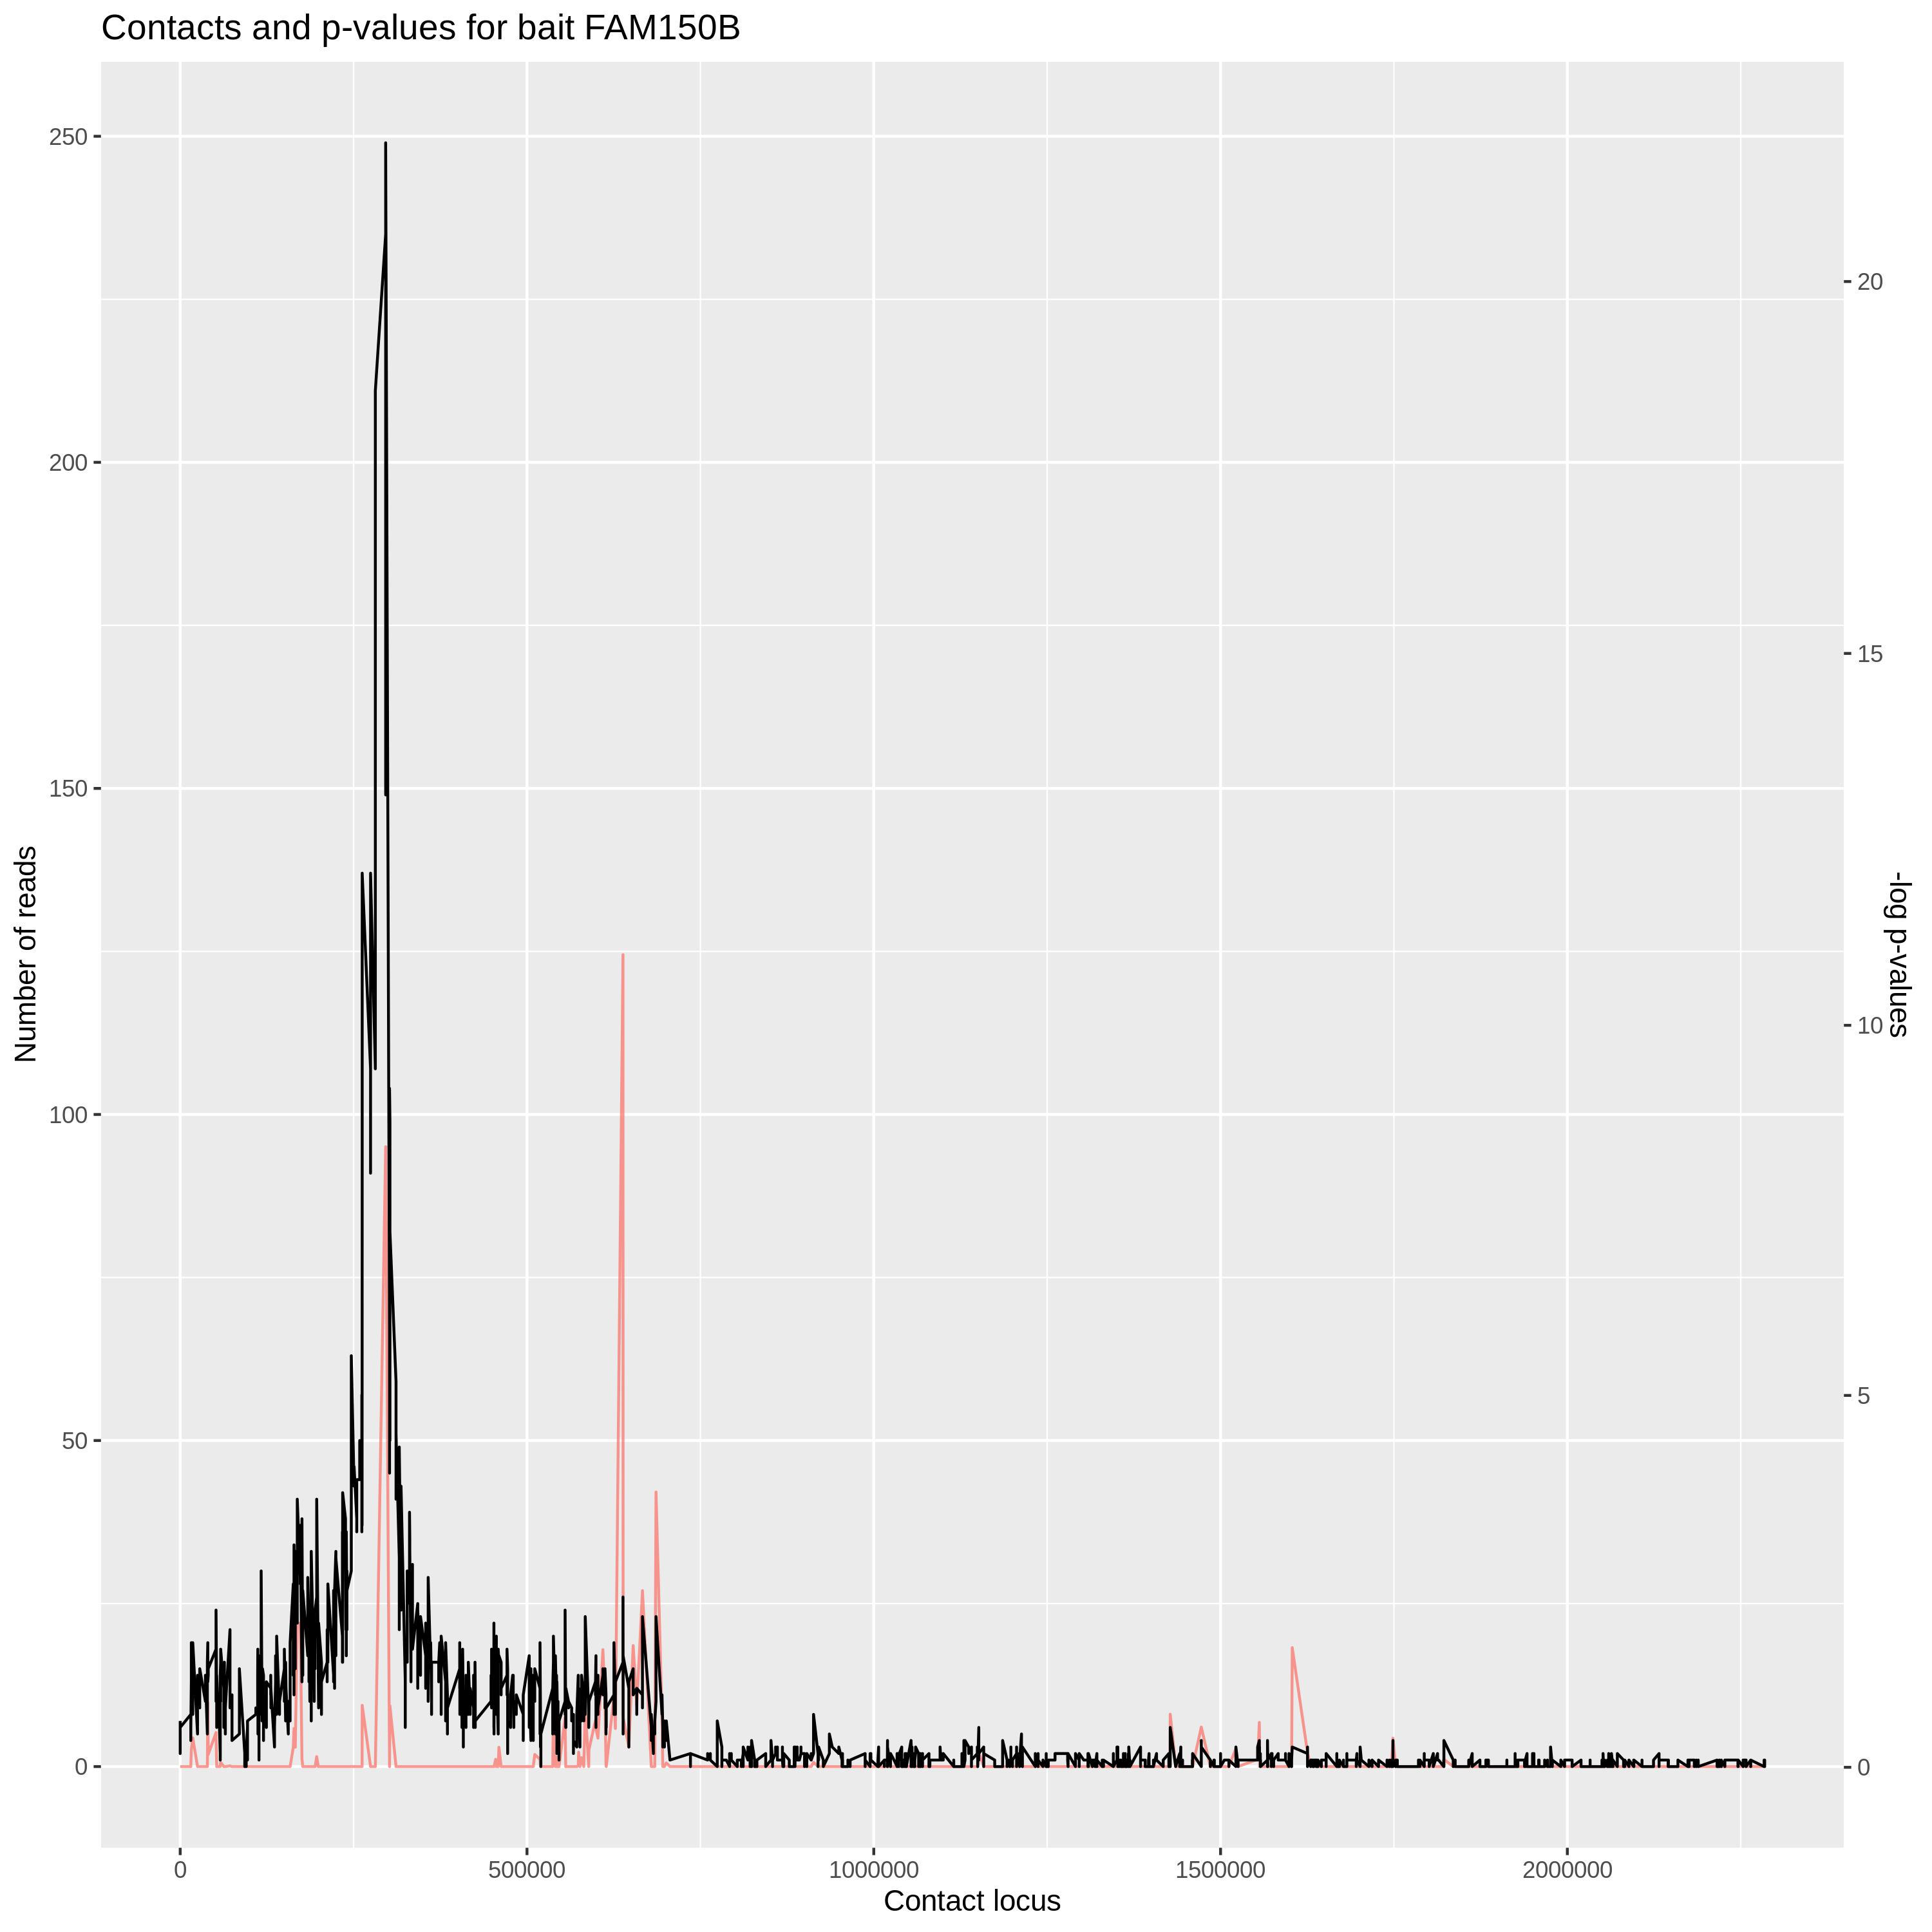 Contacts and p-values for bait FAM150B
250
200
150
100
50
0
Number of reads
20
15
10
5
0
-log p-values
0 500000 1000000 1500000 2000000
Contact locus